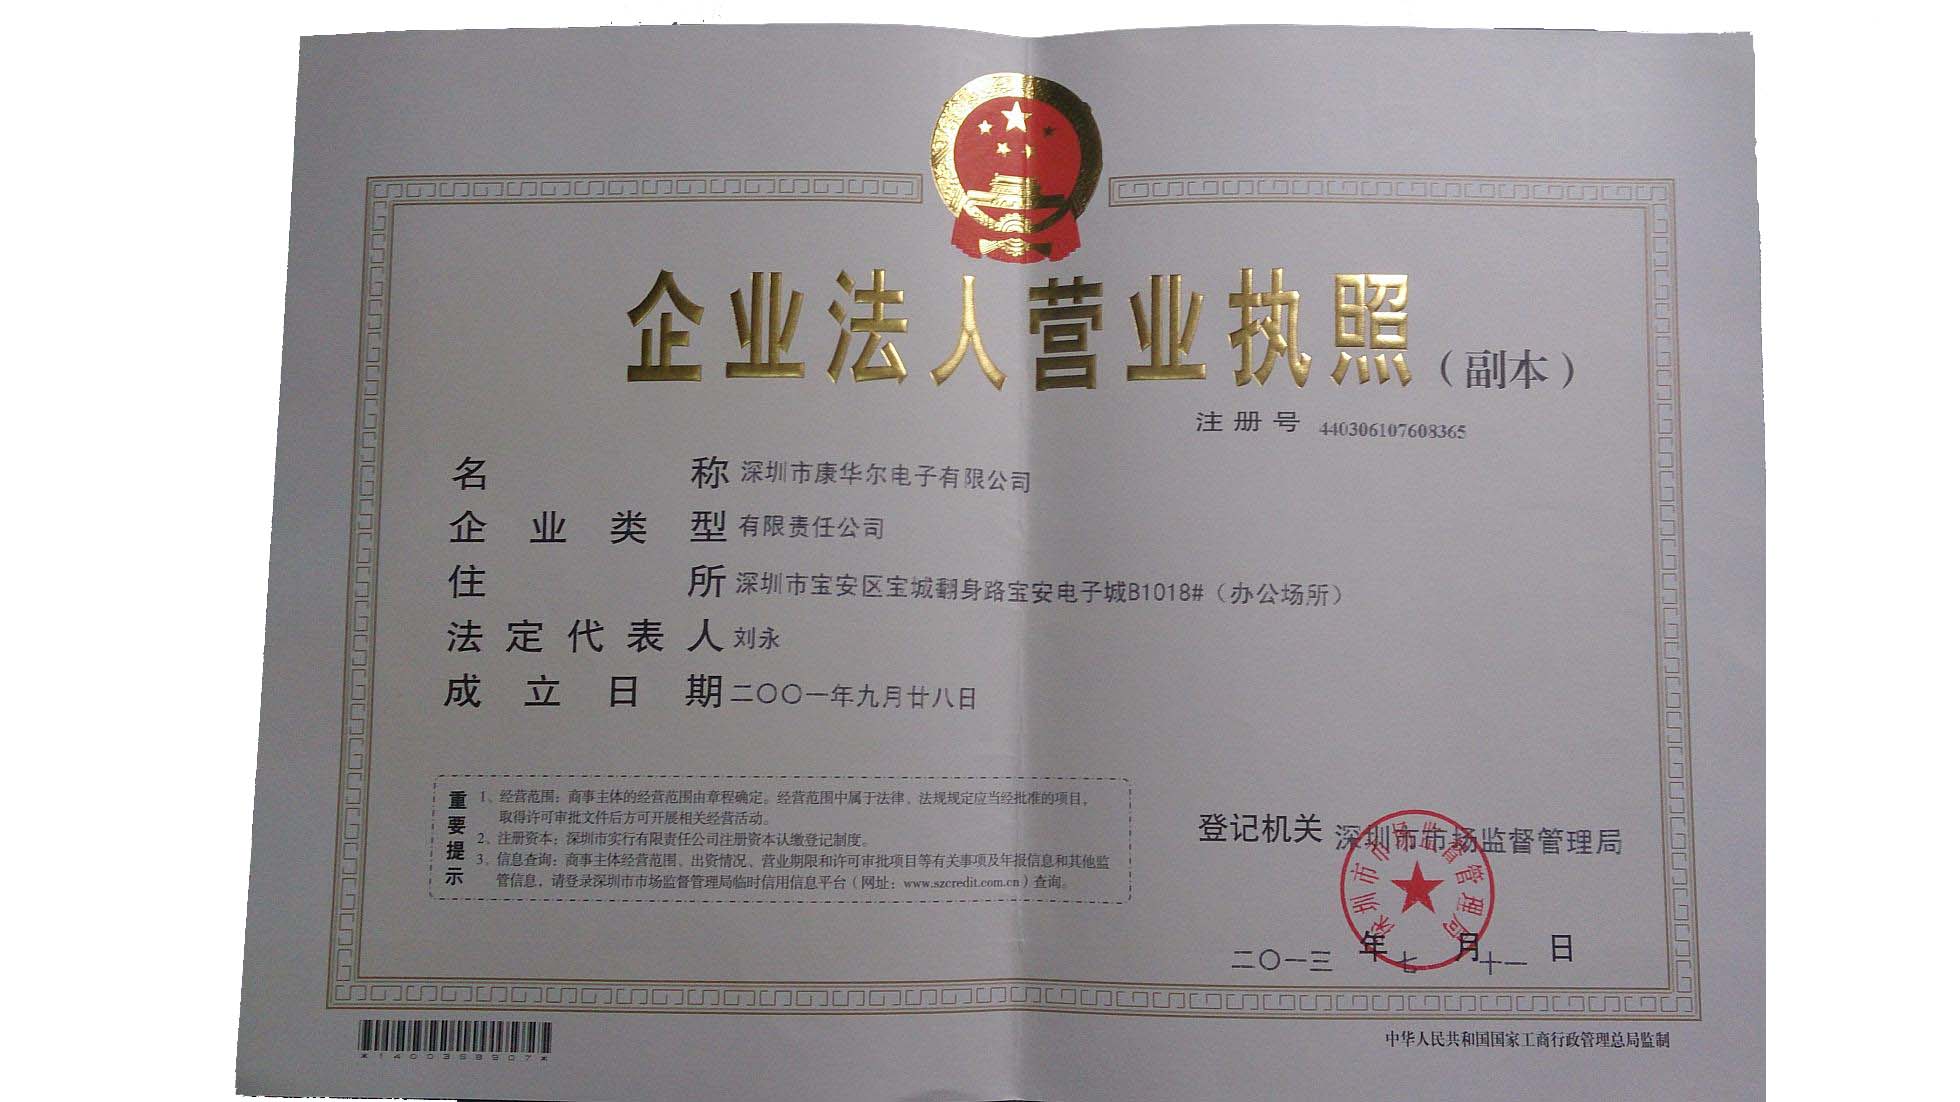 企业法人营业执照（副本）
注册号 440306107608365
名称 深圳市康华尔电子有限公司
企业类型 有限责任公司
住所 深圳市宝安区宝城翻身路宝安电子城B1018#（办公场所）
法定代表人 刘永
成立日期 二〇〇一年九月廿八日
重要提示
1、经营范围：商事主体的经营范围由章程确定。经营范围中属于法律、法规规定应当经批准的项目，
取得许可审批文件后方可开展相关经营活动。
2、注册资本：深圳市实行有限责任公司注册资本认缴登记制度。
3、信息查询：商事主体经营范围、出资情况、营业期限和许可审批项目等有关事项及年报信息和其他监
管信息，请登录深圳市市场监督管理局临时信用信息平台（网址：www.szcredit.com.cn）查询。
登记机关 深圳市市场监督管理局
深圳市市场监督管理局
二〇一三年七月十一日
*1400358907*
中华人民共和国国家工商行政管理总局监制